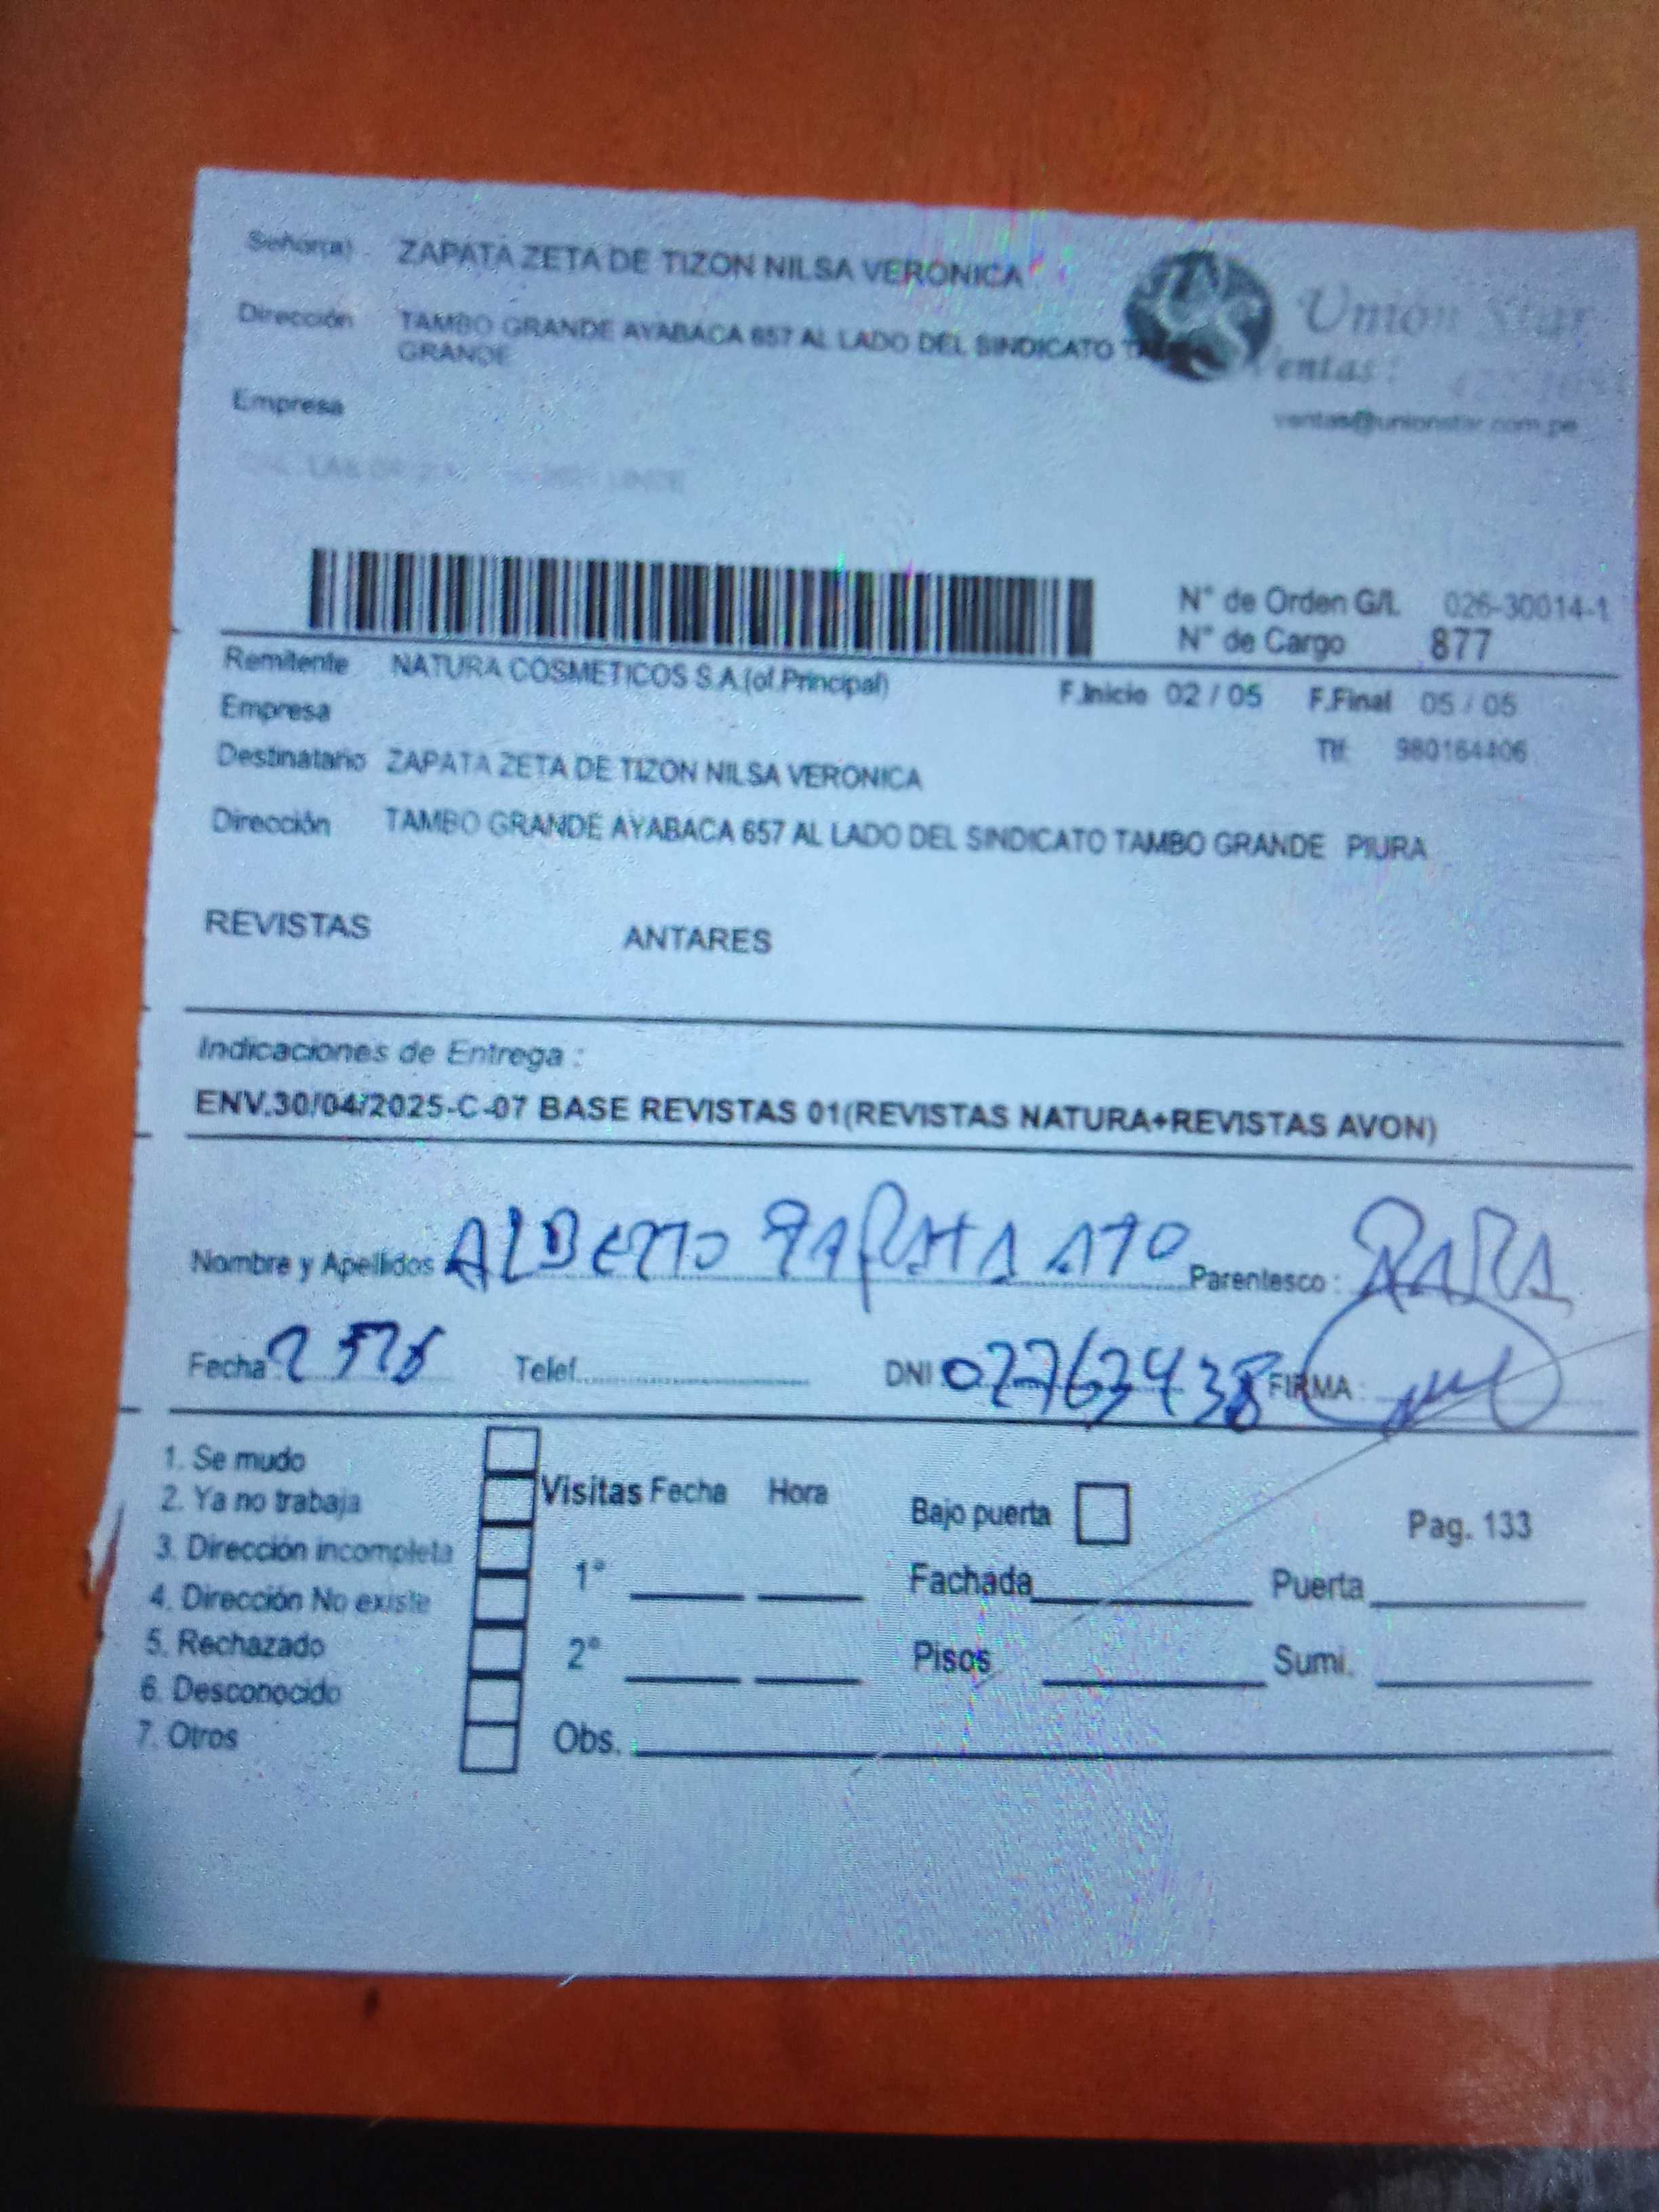 Señor(a) ZAPATA ZETA DE TIZON NILSA VERONICA
Union Star
Dirección TAMBO GRANDE AYABACA 657 AL LADO DEL SINDICATO
GRANDE
Ventas:
Empresa
ventas@unionstar.com.pe
N° de Orden G/L 026-30014-1
N° de Cargo 877
Remitente NATURA COSMETICOS S.A.(of.Principal)
F.Inicio 02 / 05 F.Final 05 / 05
Empresa
Tlf: 980164406
Destinatario ZAPATA ZETA DE TIZON NILSA VERONICA
Dirección TAMBO GRANDE AYABACA 657 AL LADO DEL SINDICATO TAMBO GRANDE PIURA
REVISTAS ANTARES
Indicaciones de Entrega :
ENV.30/04/2025-C-07 BASE REVISTAS 01(REVISTAS NATURA+REVISTAS AVON)
Nombre y Apellidos ALBERTO Parentesco : PAPA
Fecha Telef. DNI 02763438 FIRMA :
1. Se mudo
2. Ya no trabaja
3. Dirección incompleta
4. Dirección No existe
5. Rechazado
6. Desconocido
7. Otros
Visitas Fecha Hora
1°
2°
Obs.
Bajo puerta Pag. 133
Fachada Puerta
Pisos Sumi.